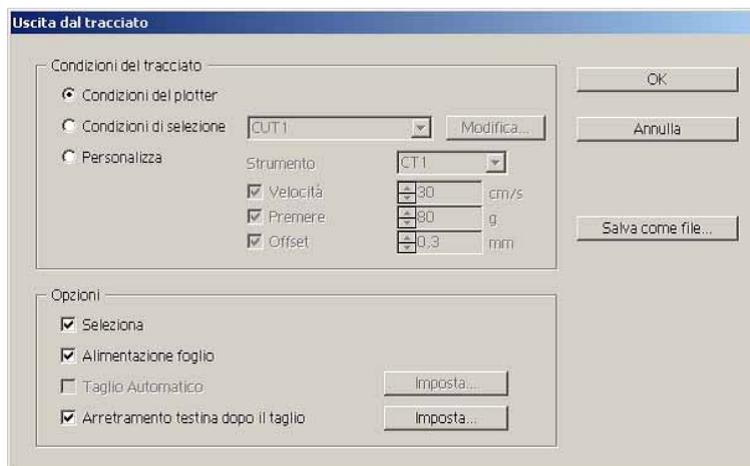 Uscita dal tracciato
Condizioni del tracciato
Condizioni del plotter
Condizioni di selezione CUT1 Modifica...
Personalizza Strumento CT1
Velocità 30 cm/s
Premere 80 g
Offset 0,3 mm
OK
Annulla
Salva come file...
Opzioni
Seleziona
Alimentazione foglio
Taglio Automatico Imposta....
Arretramento testina dopo il taglio Imposta...